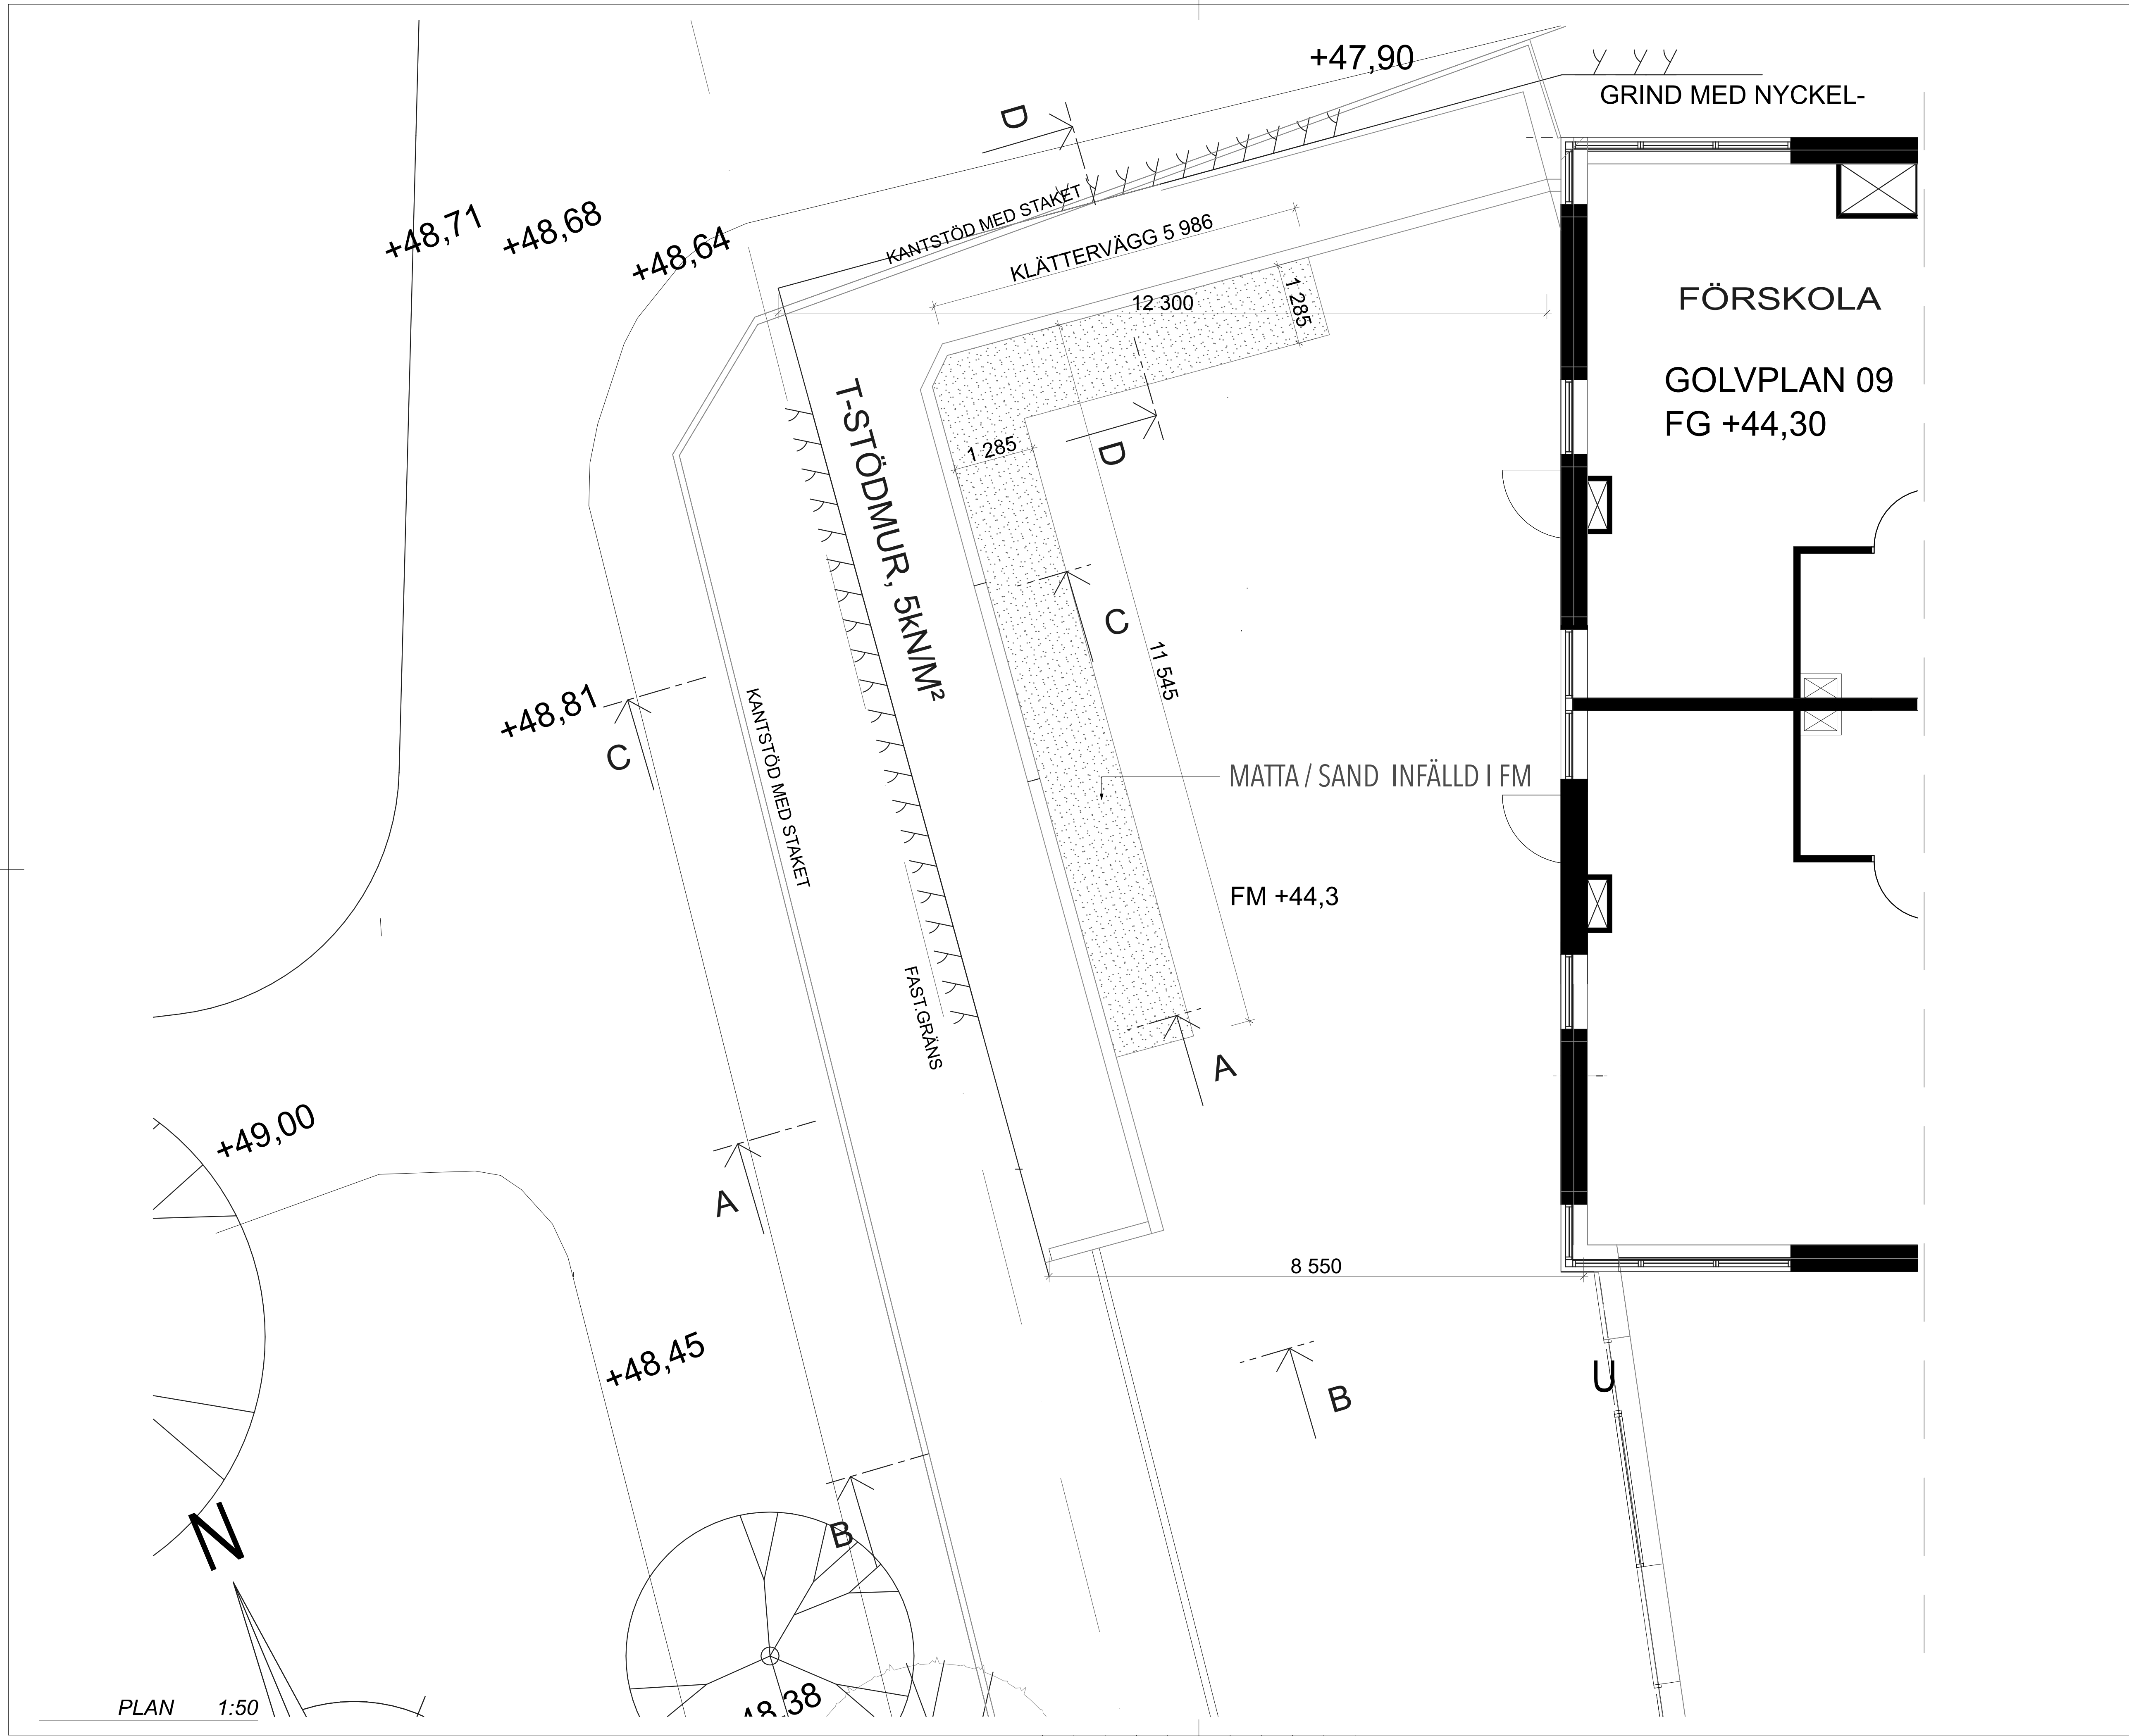 +47,90
GRIND MED NYCKEL-
D
+48,71
+48,68
+48,64
KANTSTÖD MED STAKET
KLÄTTERVÄGG 5 986
12 300
1 285
FÖRSKOLA
GOLVPLAN 09
FG +44,30
T-STÖDMUR, 5kN/M²
1 285
D
C
11 545
+48,81
C
KANTSTÖD MED STAKET
MATTA / SAND INFÄLLD I FM
FM +44,3
FAST.GRÄNS
A
+49,00
A
8 550
+48,45
B
U
B
N
PLAN 1:50
48,38